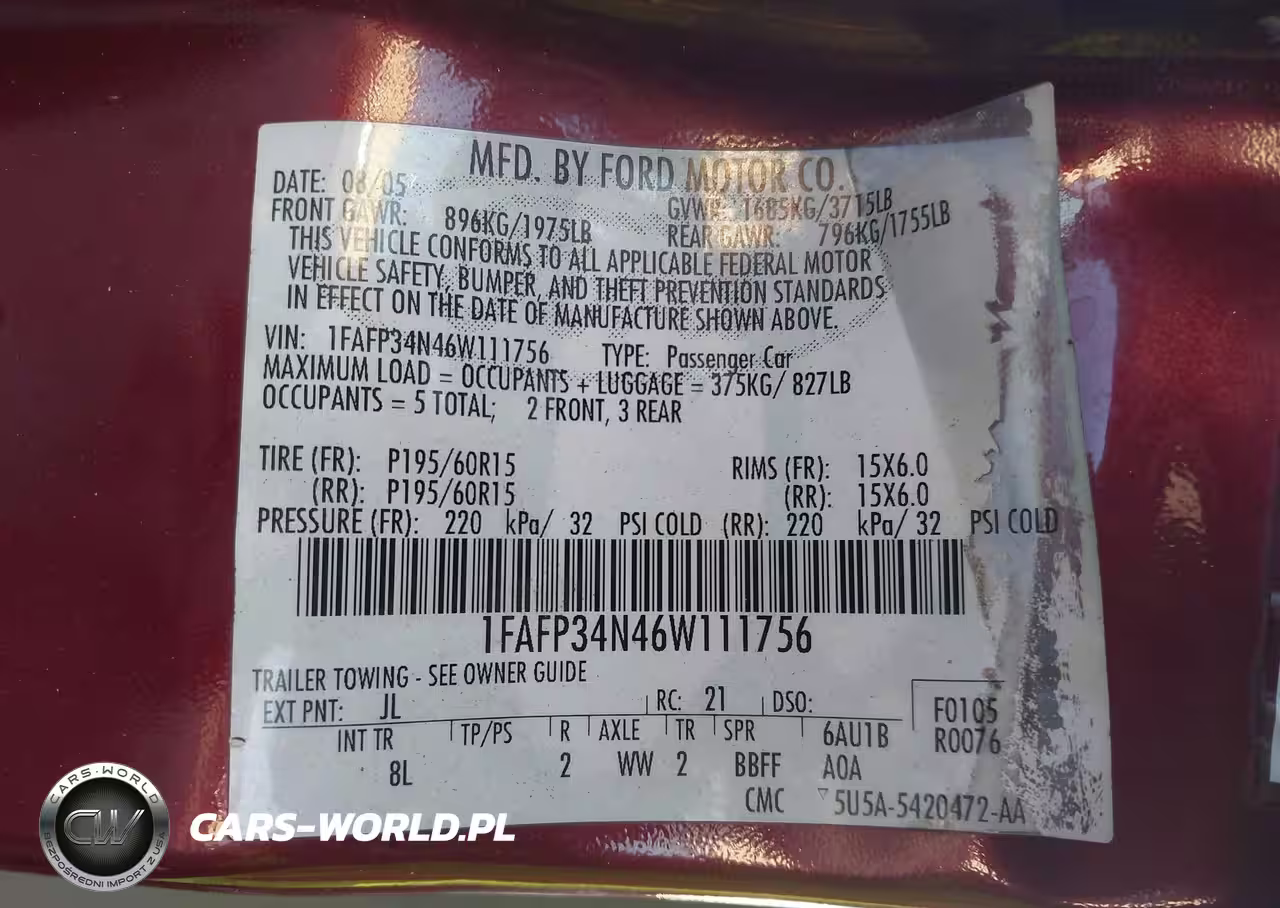 MFD. BY FORD MOTOR CO.
DATE: 08/05 GVWR: 1685KG/3715LB
FRONT GAWR: 896KG/1975LB REAR GAWR: 796KG/1755LB
THIS VEHICLE CONFORMS TO ALL APPLICABLE FEDERAL MOTOR
VEHICLE SAFETY, BUMPER, AND THEFT PREVENTION STANDARDS
IN EFFECT ON THE DATE OF MANUFACTURE SHOWN ABOVE.
VIN: 1FAFP34N46W111756 TYPE: Passenger Car
MAXIMUM LOAD = OCCUPANTS + LUGGAGE = 375KG/ 827LB
OCCUPANTS = 5 TOTAL; 2 FRONT, 3 REAR
TIRE (FR): P195/60R15 RIMS (FR): 15X6.0
(RR): P195/60R15 (RR): 15X6.0
PRESSURE (FR): 220 kPa/ 32 PSI COLD (RR): 220 kPa/ 32 PSI COLD
1FAFP34N46W111756
TRAILER TOWING - SEE OWNER GUIDE
EXT PNT: JL RC: 21 DSO: F0105
INT TR TP/PS R AXLE TR SPR 6AU1B R0076
8L 2 WW 2 BBFF A0A
CMC 5U5A-5420472-AA
CARS-WORLD
CW
BEZPOŚREDNI IMPORT Z USA
CARS-WORLD.PL